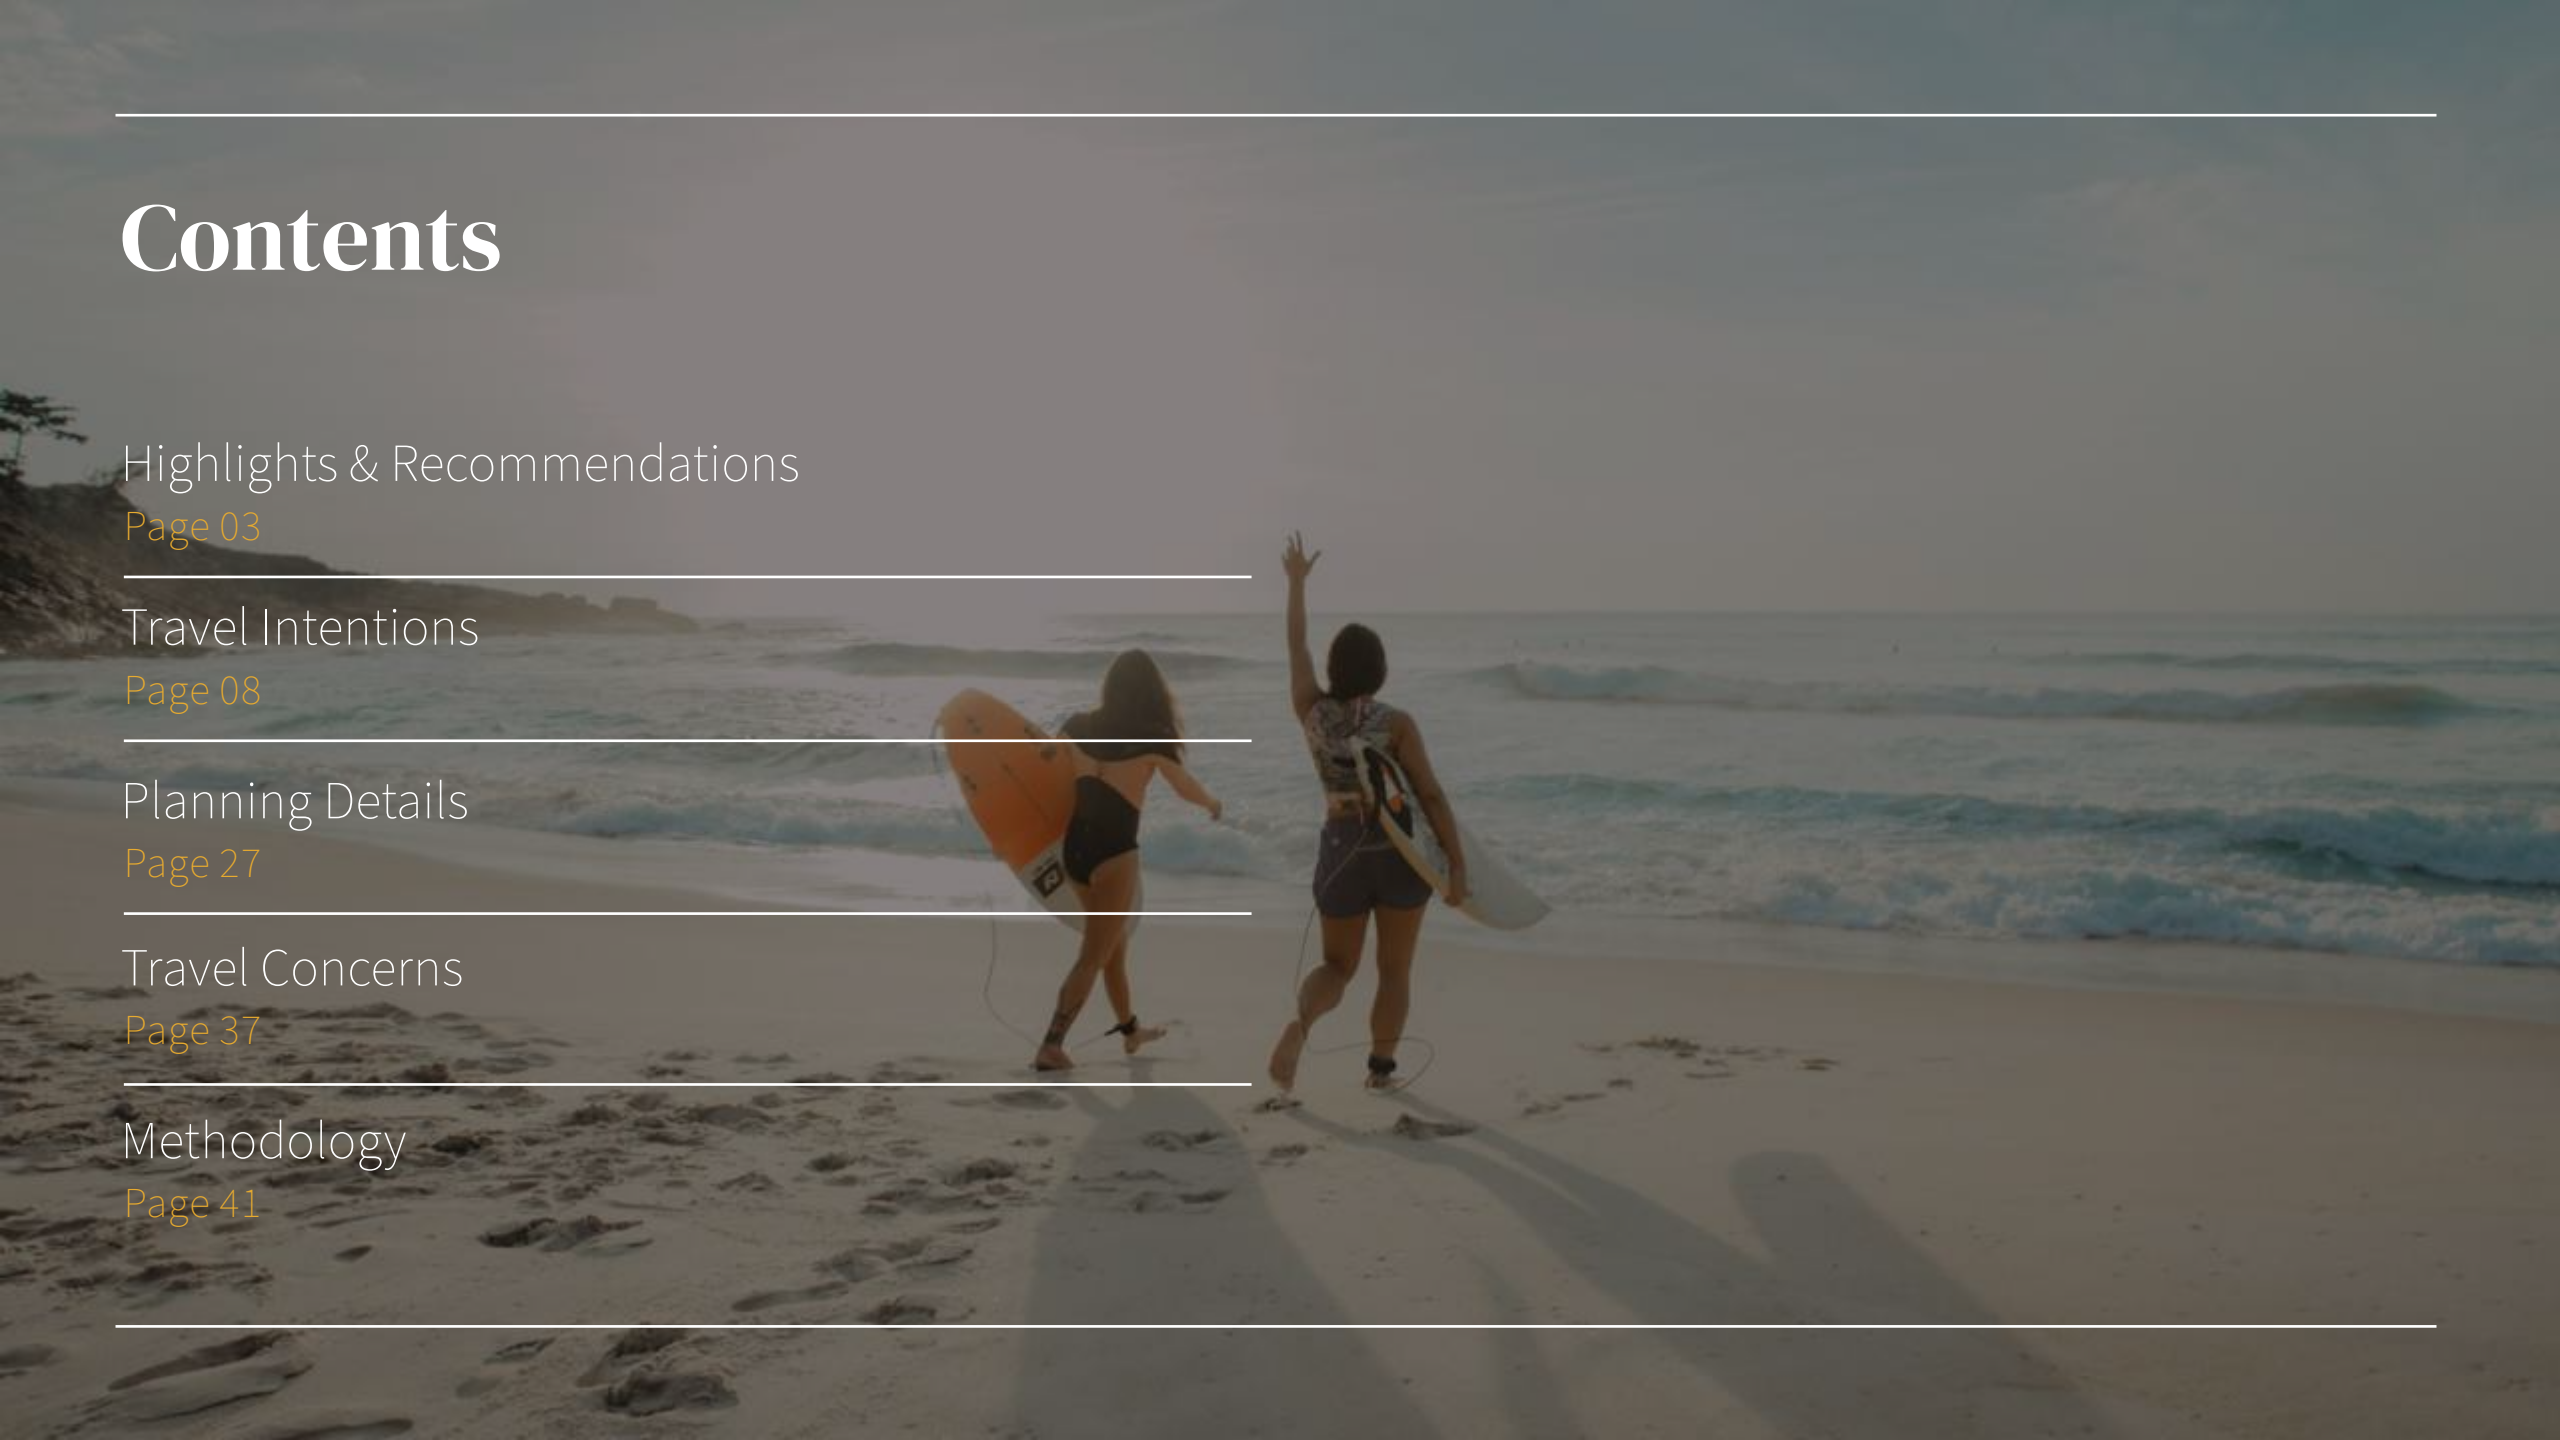 Contents
Highlights & Recommendations
Page 03
Travel Intentions
Page 08
Planning Details
Page 27
Travel Concerns
Page 37
Methodology
Page 41